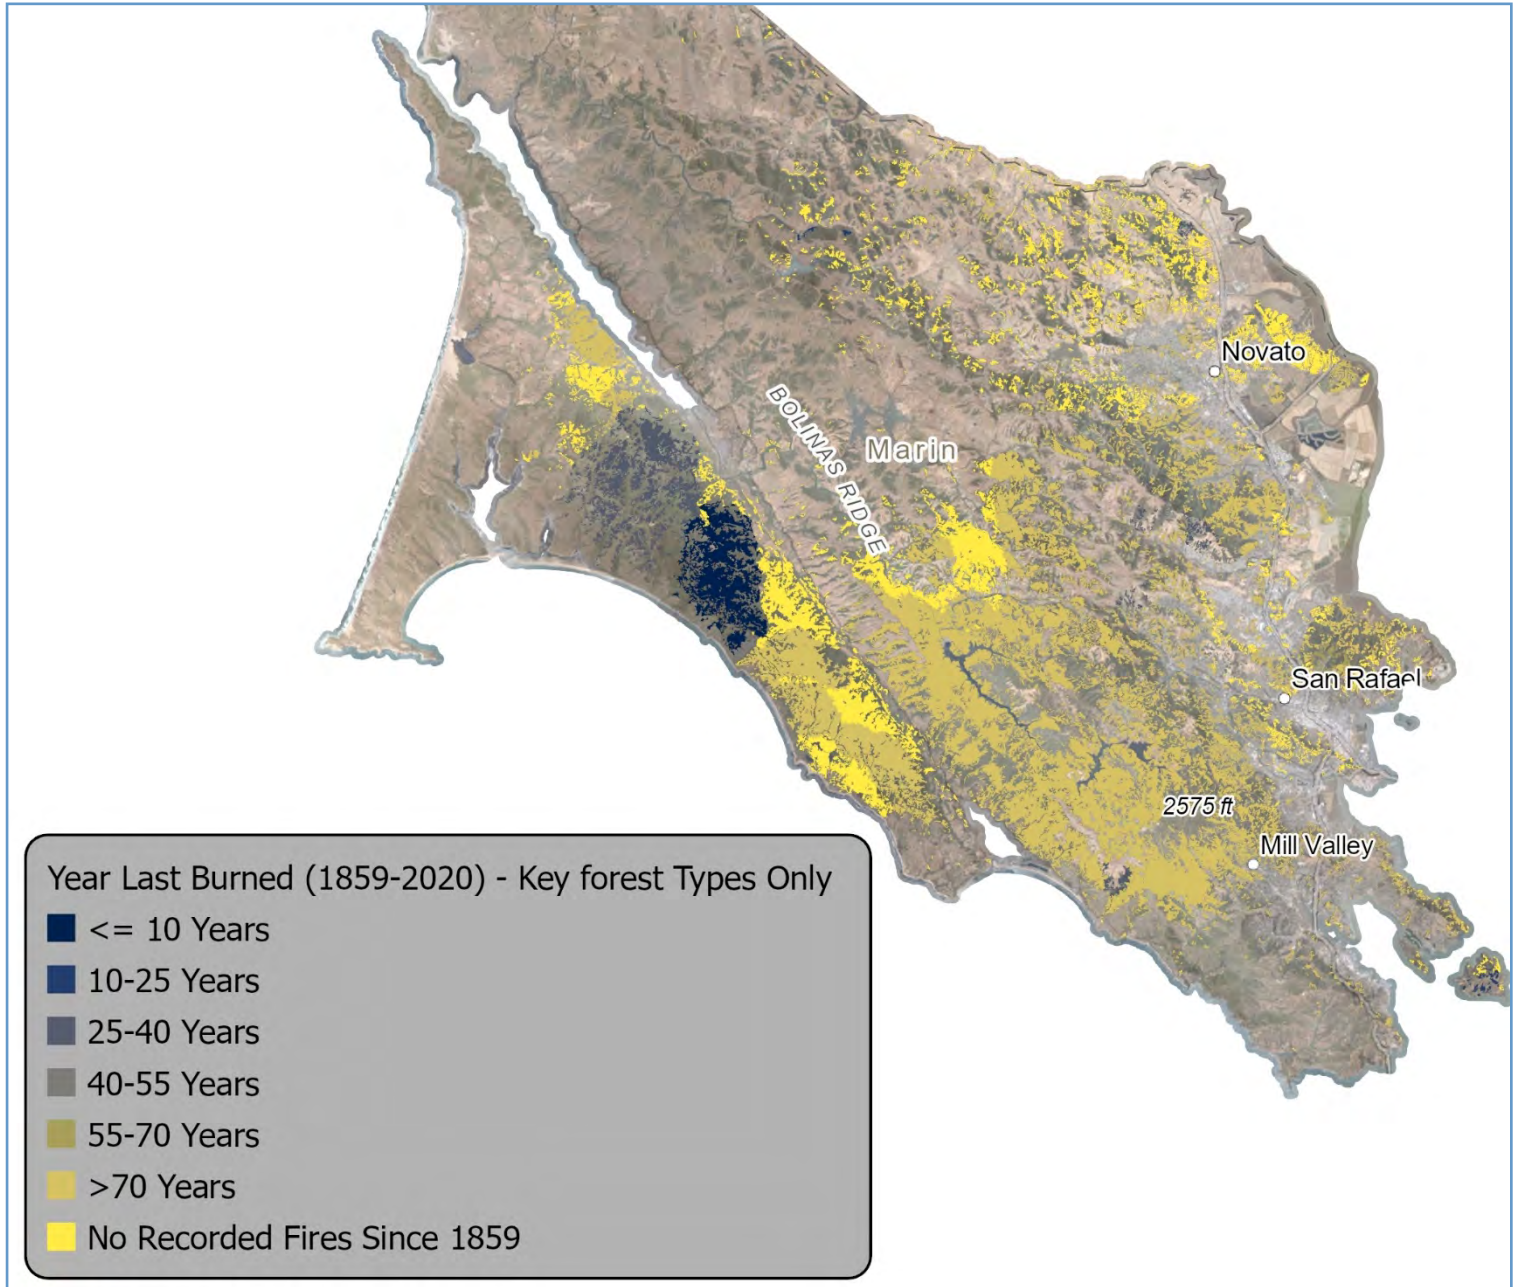 Novato
BOLINAS RIDGE
Marin
San Rafael
2575 ft
Mill Valley
Year Last Burned (1859-2020) - Key forest Types Only
<= 10 Years
10-25 Years
25-40 Years
40-55 Years
55-70 Years
>70 Years
No Recorded Fires Since 1859